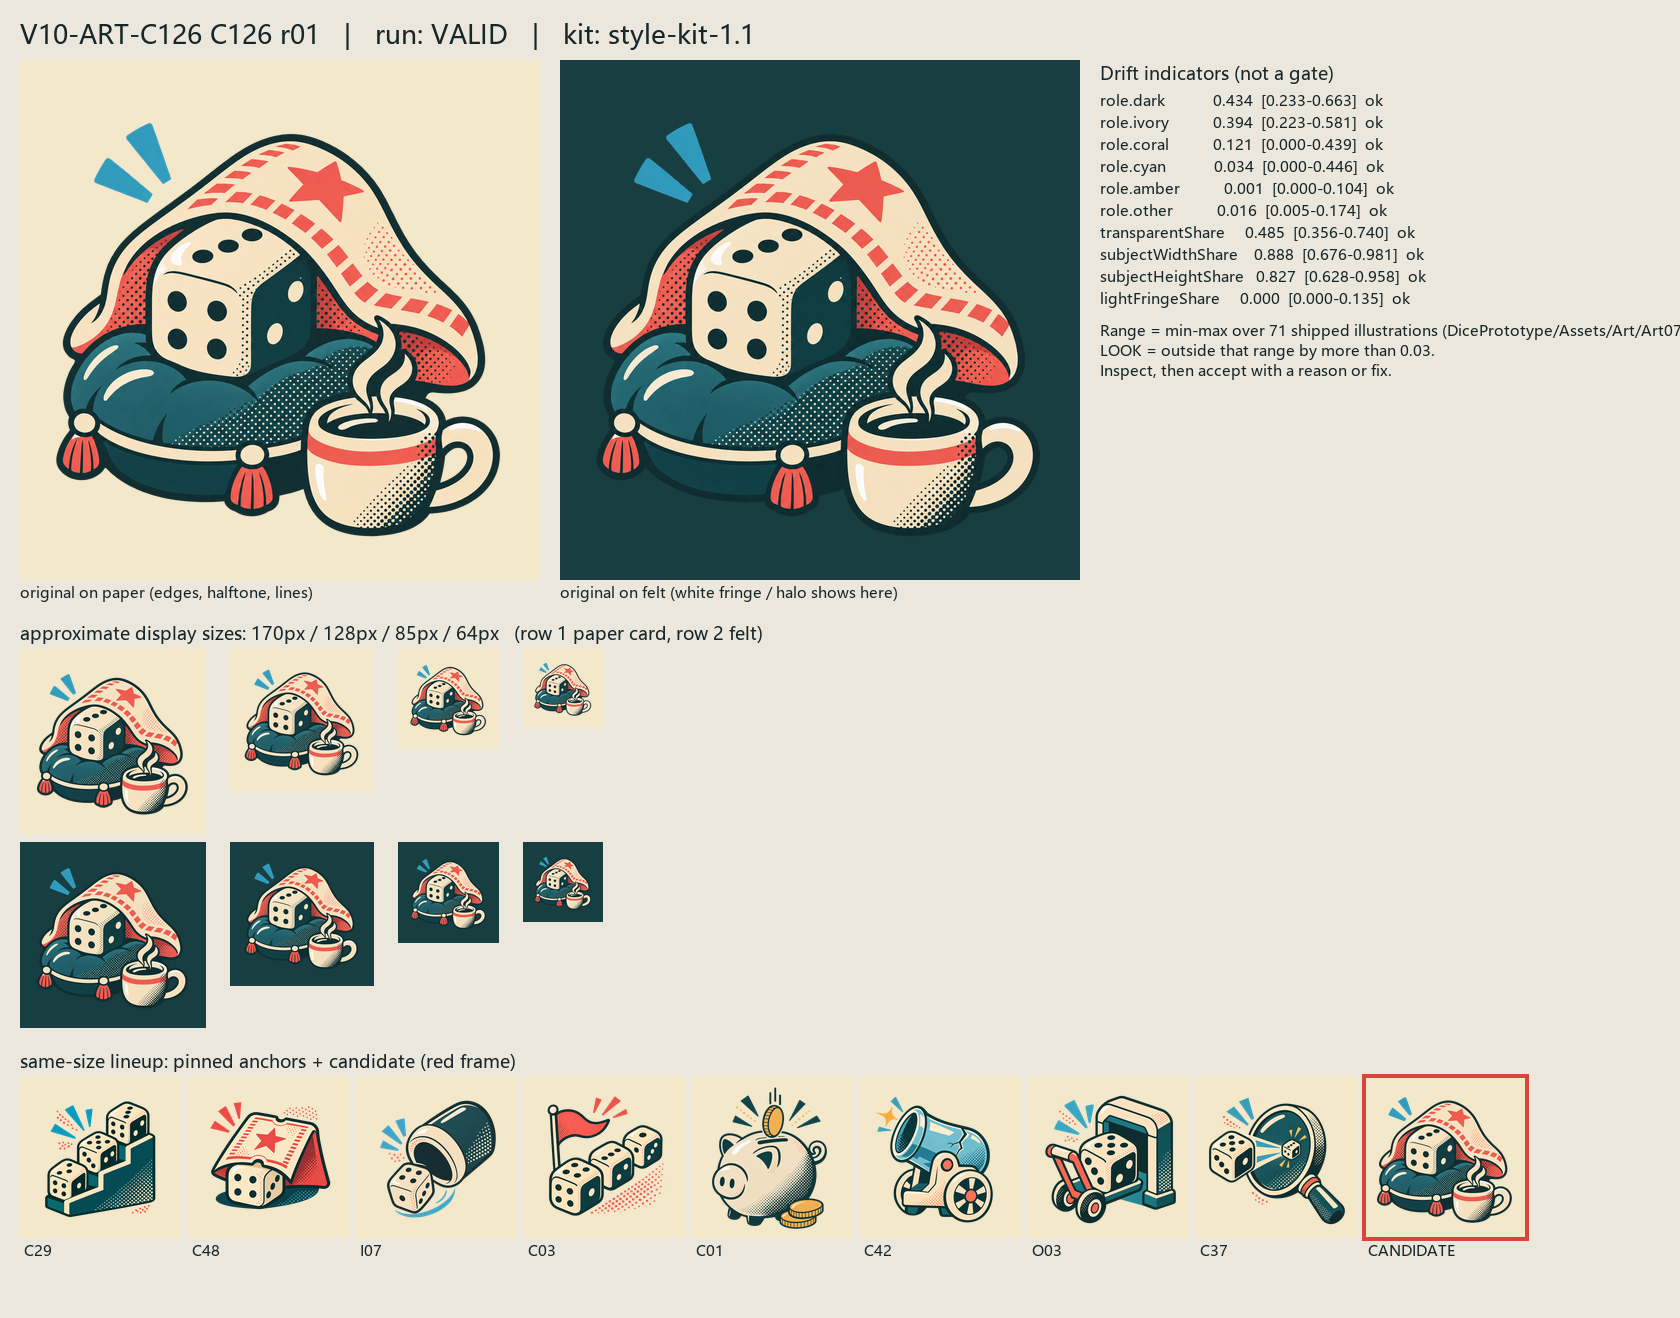 V10-ART-C126 C126 r01 | run: VALID | kit: style-kit-1.1
Drift indicators (not a gate)
role.dark 0.434 [0.233-0.663] ok
role.ivory 0.394 [0.223-0.581] ok
role.coral 0.121 [0.000-0.439] ok
role.cyan 0.034 [0.000-0.446] ok
role.amber 0.001 [0.000-0.104] ok
role.other 0.016 [0.005-0.174] ok
transparentShare 0.485 [0.356-0.740] ok
subjectWidthShare 0.888 [0.676-0.981] ok
subjectHeightShare 0.827 [0.628-0.958] ok
lightFringeShare 0.000 [0.000-0.135] ok
Range = min-max over 71 shipped illustrations (DicePrototype/Assets/Art/Art07
LOOK = outside that range by more than 0.03.
Inspect, then accept with a reason or fix.
original on paper (edges, halftone, lines)
original on felt (white fringe / halo shows here)
approximate display sizes: 170px / 128px / 85px / 64px (row 1 paper card, row 2 felt)
same-size lineup: pinned anchors + candidate (red frame)
C29
C48
I07
C03
C01
C42
O03
C37
CANDIDATE